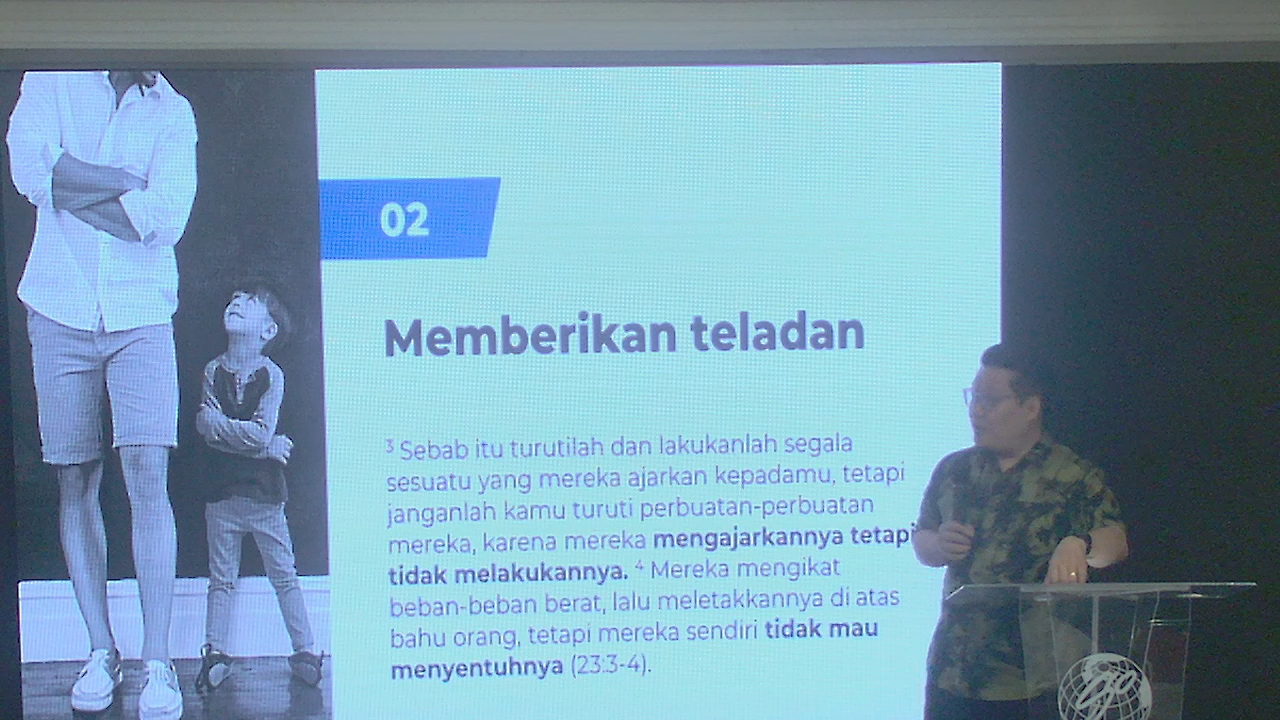 02
Memberikan teladan
³ Sebab itu turutilah dan lakukanlah segala
sesuatu yang mereka ajarkan kepadamu, tetapi
janganlah kamu turuti perbuatan-perbuatan
mereka, karena mereka mengajarkannya tetapi
tidak melakukannya. ⁴ Mereka mengikat
beban-beban berat, lalu meletakkannya di atas
bahu orang, tetapi mereka sendiri tidak mau
menyentuhnya (23:3-4).